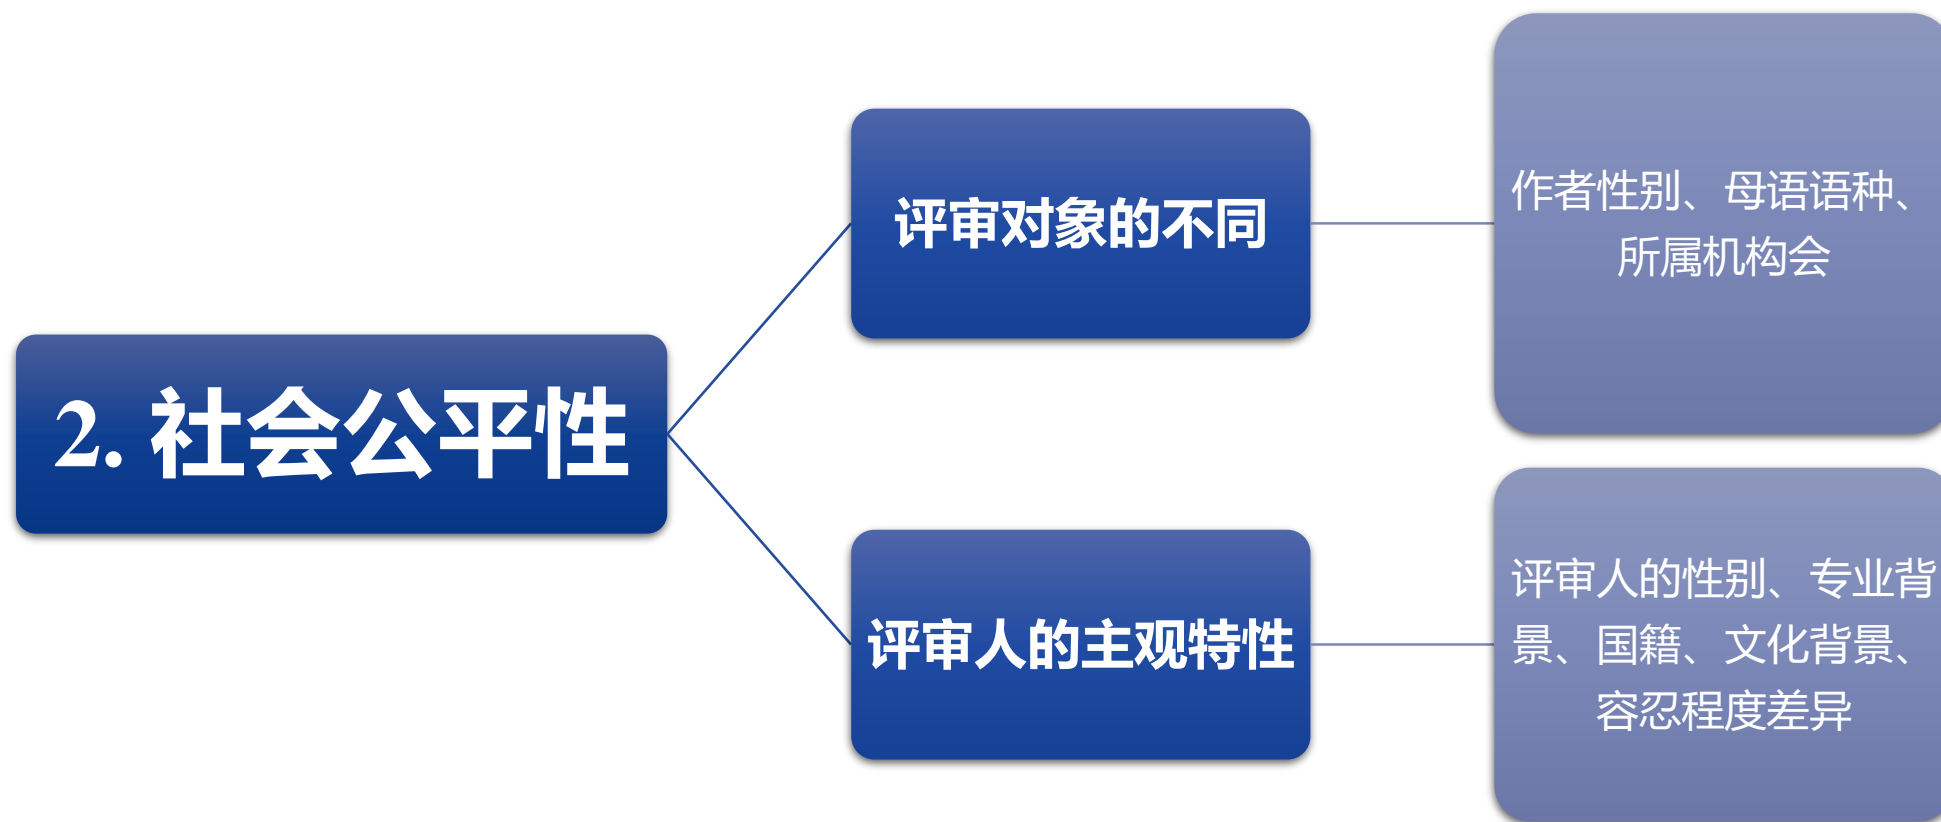 2. 社会公平性
评审对象的不同
作者性别、母语语种、
所属机构会
评审人的主观特性
评审人的性别、专业背
景、国籍、文化背景、
容忍程度差异